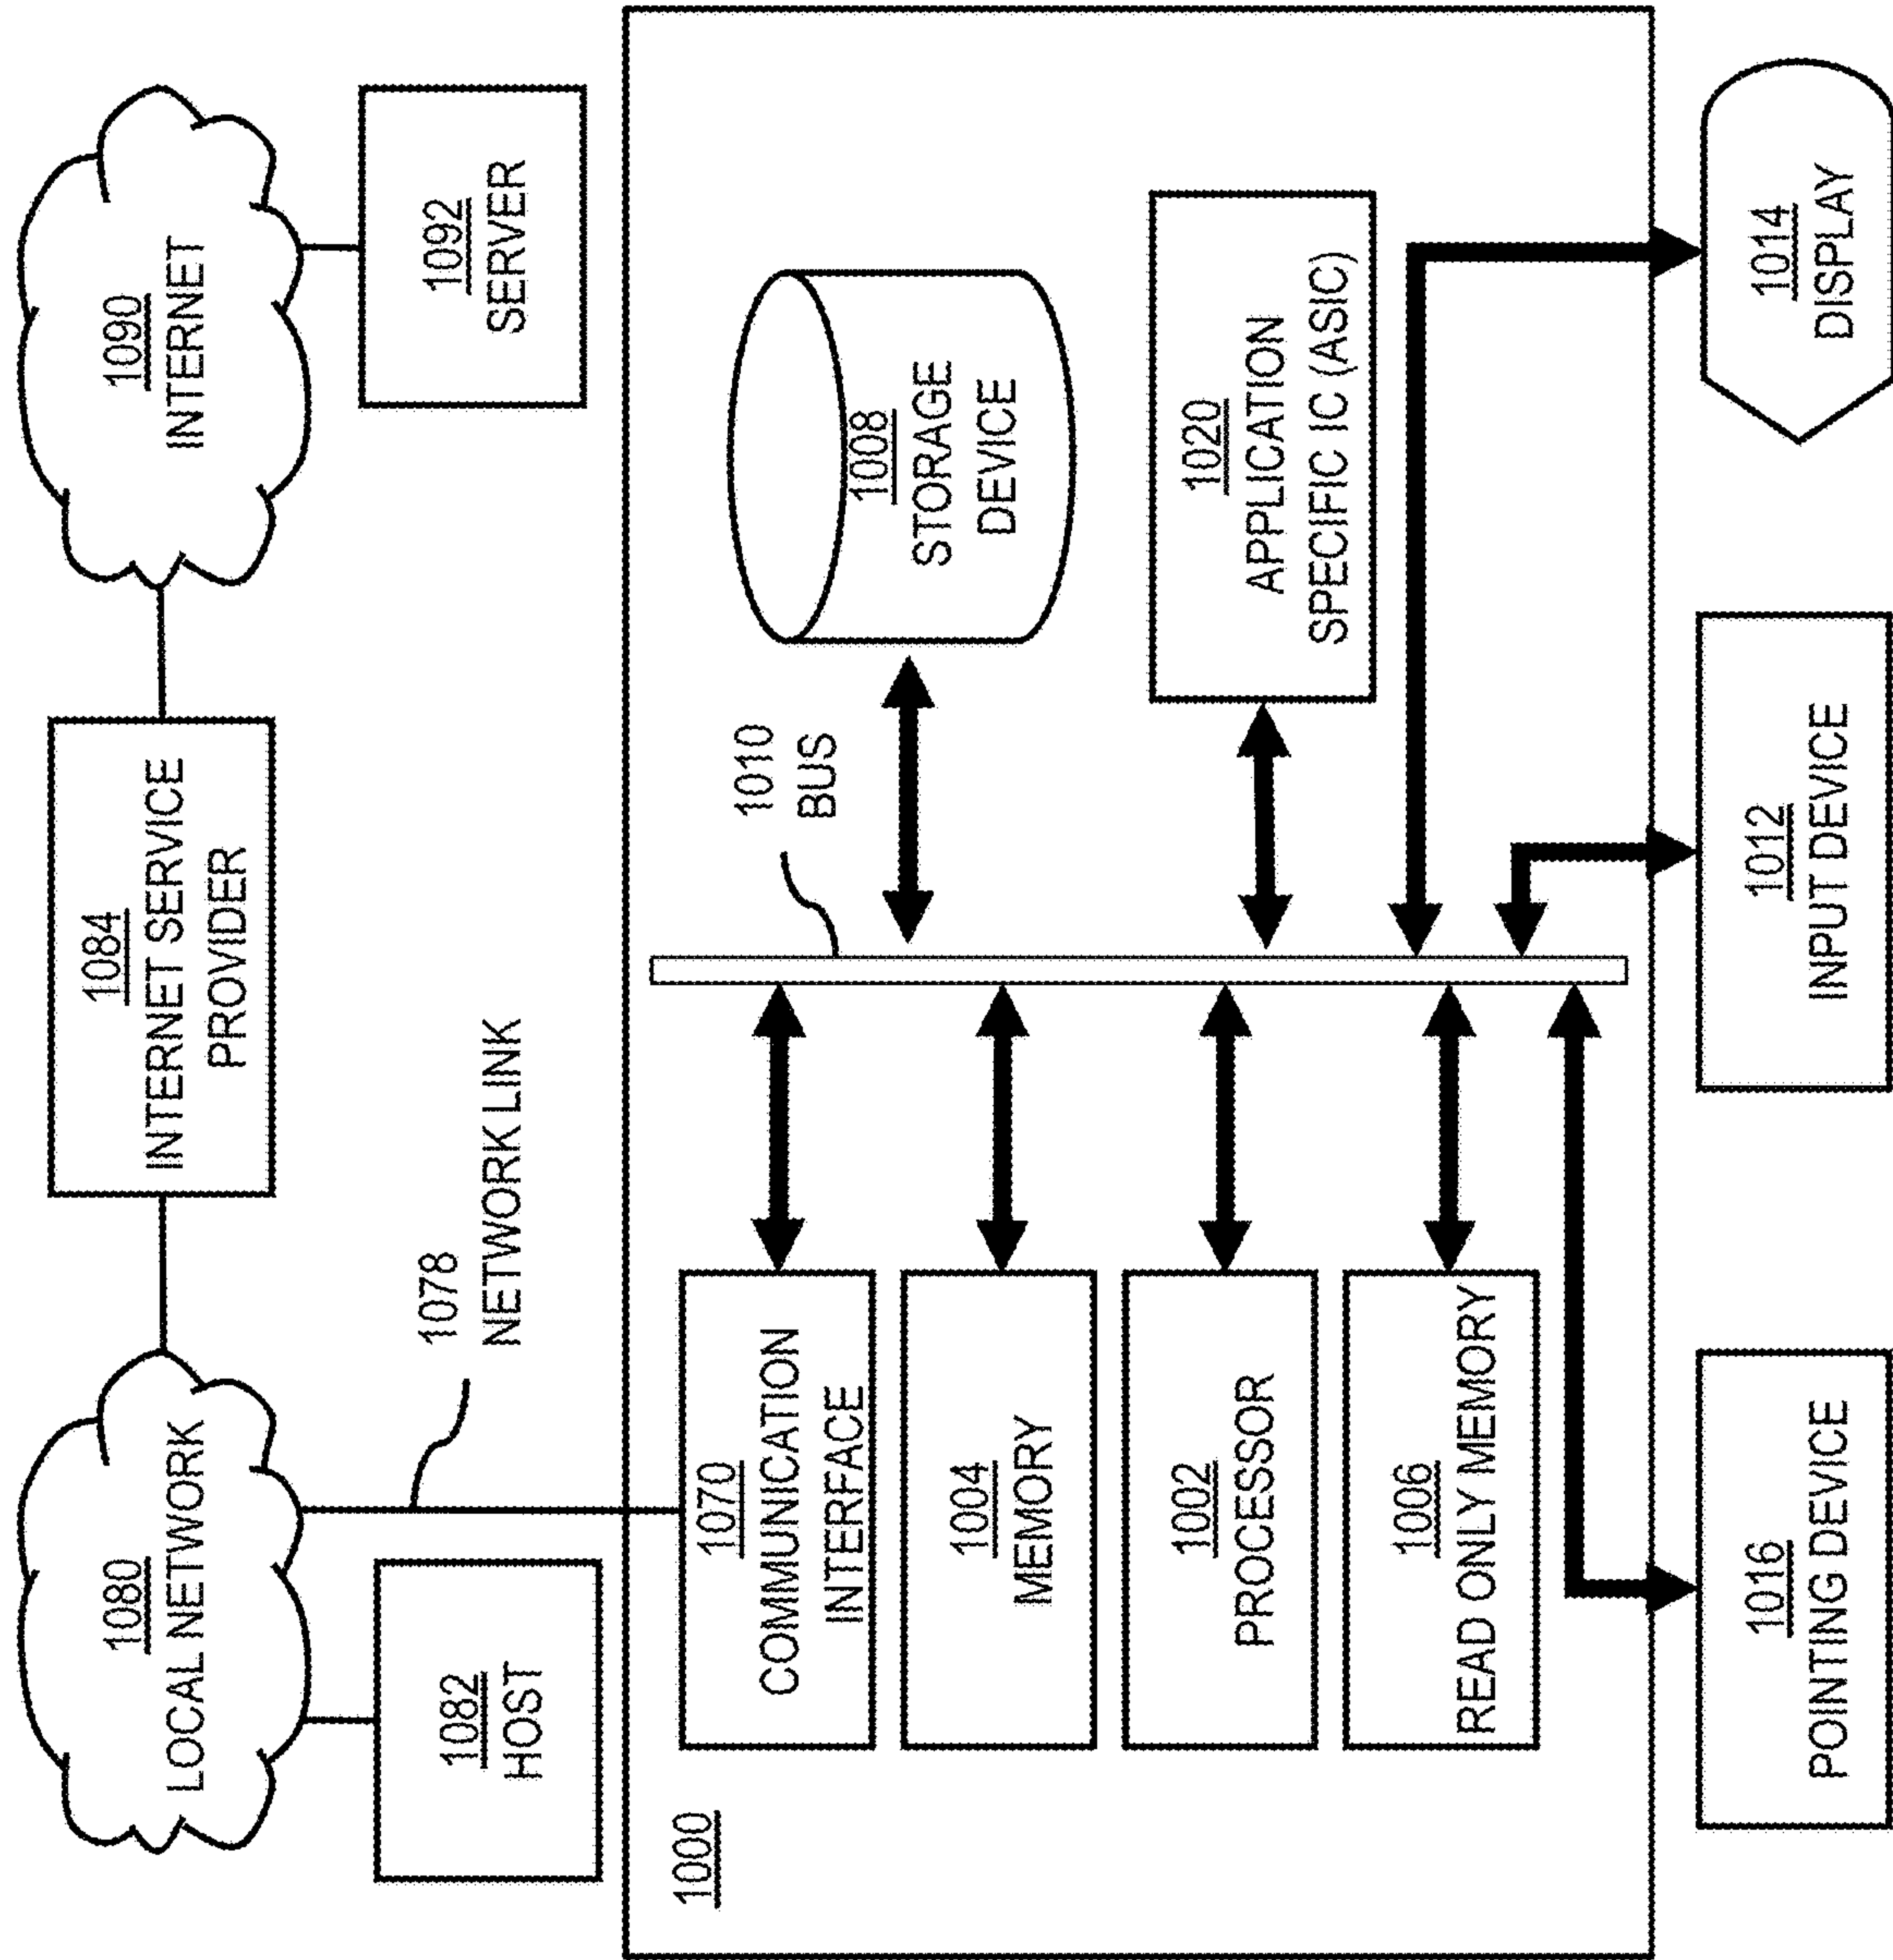 1080
LOCAL NETWORK
1084
INTERNET SERVICE
PROVIDER
1090
INTERNET
1082
HOST
1078
NETWORK LINK
1092
SERVER
1000
1070
COMMUNICATION
INTERFACE
1010
BUS
1008
STORAGE
DEVICE
1004
MEMORY
1002
PROCESSOR
1020
APPLICATION
SPECIFIC IC (ASIC)
1006
READ ONLY MEMORY
1016
POINTING DEVICE
1012
INPUT DEVICE
1014
DISPLAY